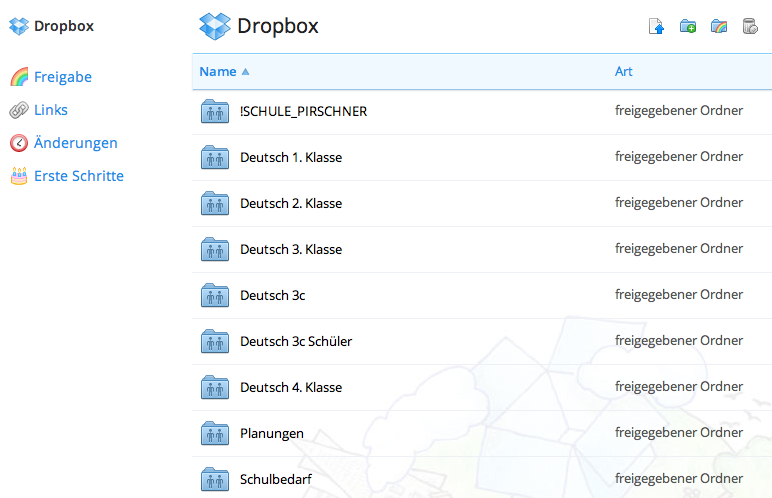 Dropbox
Freigabe
Links
Änderungen
Erste Schritte
Dropbox
Name Art
!SCHULE_PIRSCHNER freigegebener Ordner
Deutsch 1. Klasse freigegebener Ordner
Deutsch 2. Klasse freigegebener Ordner
Deutsch 3. Klasse freigegebener Ordner
Deutsch 3c freigegebener Ordner
Deutsch 3c Schüler freigegebener Ordner
Deutsch 4. Klasse freigegebener Ordner
Planungen freigegebener Ordner
Schulbedarf freigegebener Ordner